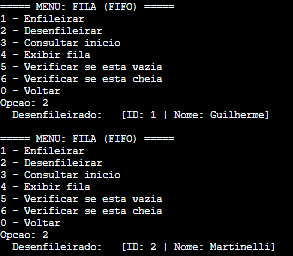 ===== MENU: FILA (FIFO) =====
1 - Enfileirar
2 - Desenfileirar
3 - Consultar inicio
4 - Exibir fila
5 - Verificar se esta vazia
6 - Verificar se esta cheia
0 - Voltar
Opcao: 2
Desenfileirado: [ID: 1 | Nome: Guilherme]
===== MENU: FILA (FIFO) =====
1 - Enfileirar
2 - Desenfileirar
3 - Consultar inicio
4 - Exibir fila
5 - Verificar se esta vazia
6 - Verificar se esta cheia
0 - Voltar
Opcao: 2
Desenfileirado: [ID: 2 | Nome: Martinelli]